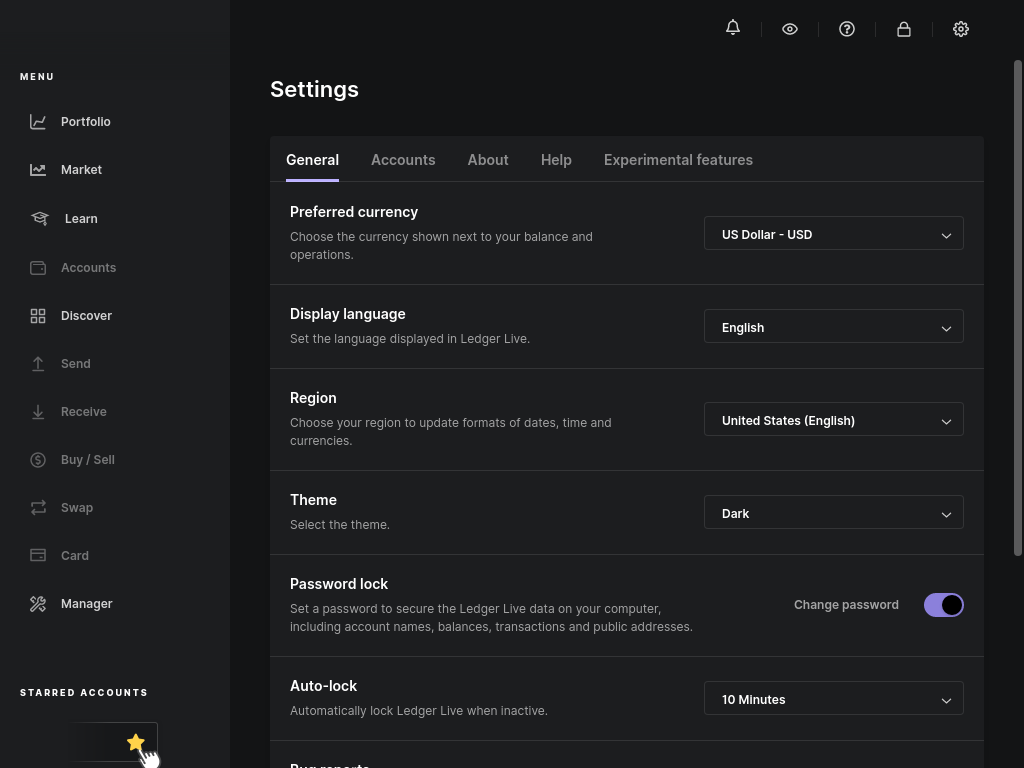 MENU
Portfolio
Market
Learn
Accounts
Discover
Send
Receive
Buy / Sell
Swap
Card
Manager
STARRED ACCOUNTS
Settings
General Accounts About Help Experimental features
Preferred currency
Choose the currency shown next to your balance and
operations.
US Dollar - USD
Display language
Set the language displayed in Ledger Live.
English
Region
Choose your region to update formats of dates, time and
currencies.
United States (English)
Theme
Select the theme.
Dark
Password lock
Set a password to secure the Ledger Live data on your computer,
including account names, balances, transactions and public addresses.
Change password
Auto-lock
Automatically lock Ledger Live when inactive.
10 Minutes
Bug reports